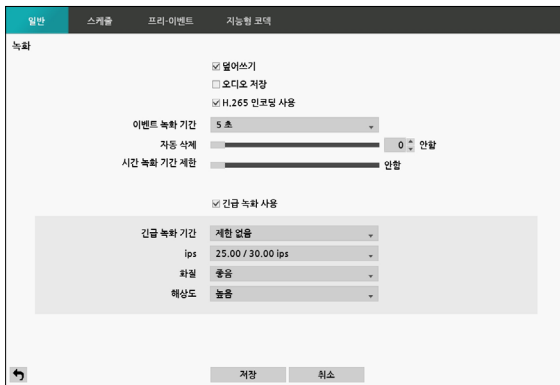 일반 스케줄 프리-이벤트 지능형 코덱
녹화
덮어쓰기
오디오 저장
H.265 인코딩 사용
이벤트 녹화 기간 5 초
자동 삭제 0 안함
시간 녹화 기간 제한 안함
긴급 녹화 사용
긴급 녹화 기간 제한 없음
ips 25.00 / 30.00 ips
화질 좋음
해상도 높음
저장 취소